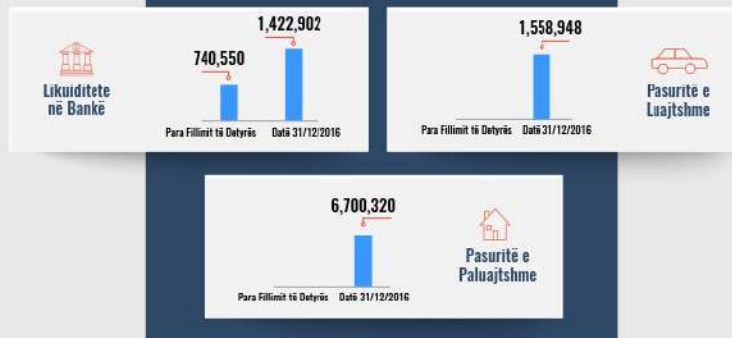 Likuiditete
në Bankë
740,550
1,422,902
Para Fillimit të Detyrës Datë 31/12/2016
1,558,948
Para Fillimit të Detyrës Datë 31/12/2016
Pasuritë e
Luajtshme
6,700,320
Para Fillimit të Detyrës Datë 31/12/2016
Pasuritë e
Paluajtshme